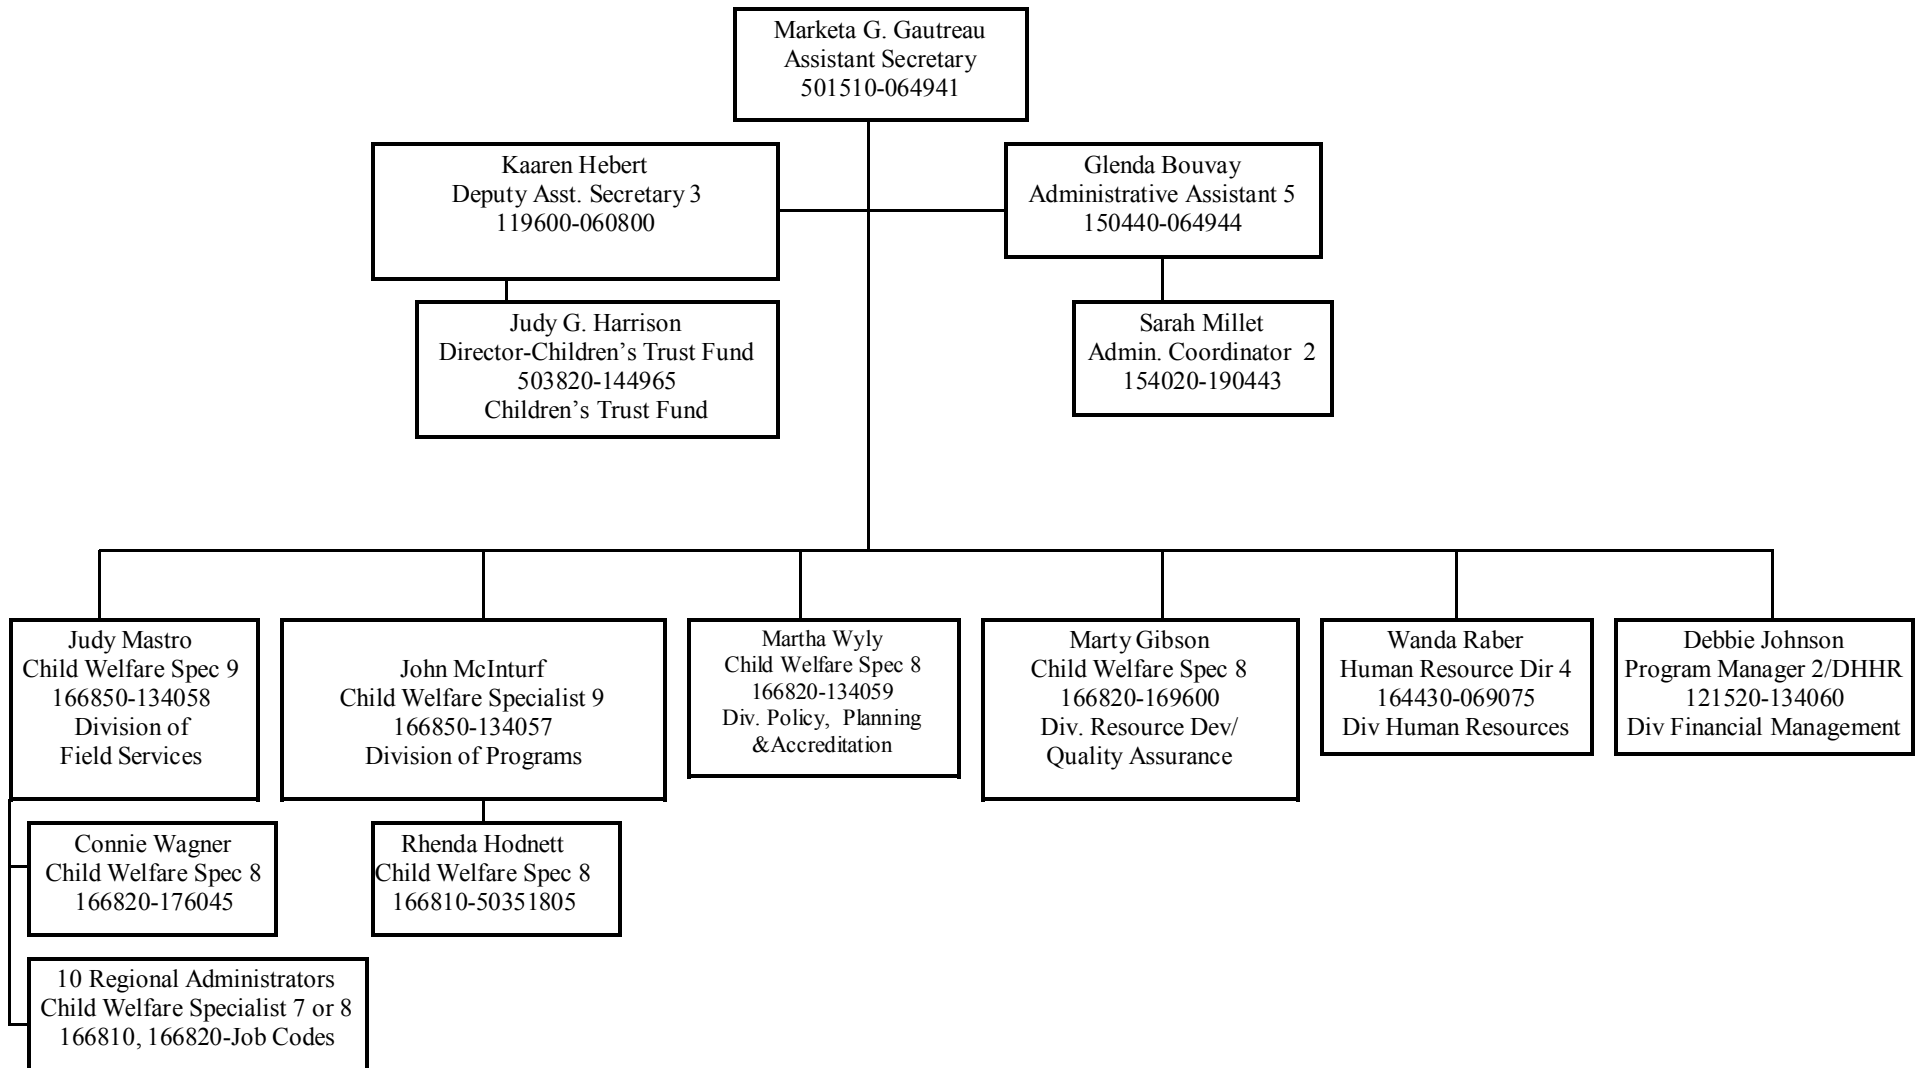 Marketa G. Gautreau
Assistant Secretary
501510-064941
Kaaren Hebert
Deputy Asst. Secretary 3
119600-060800
Glenda Bouvay
Administrative Assistant 5
150440-064944
Judy G. Harrison
Director-Children’s Trust Fund
503820-144965
Children’s Trust Fund
Sarah Millet
Admin. Coordinator 2
154020-190443
Judy Mastro
Child Welfare Spec 9
166850-134058
Division of
Field Services
John McInturf
Child Welfare Specialist 9
166850-134057
Division of Programs
Martha Wyly
Child Welfare Spec 8
166820-134059
Div. Policy, Planning
&Accreditation
Marty Gibson
Child Welfare Spec 8
166820-169600
Div. Resource Dev/
Quality Assurance
Wanda Raber
Human Resource Dir 4
164430-069075
Div Human Resources
Debbie Johnson
Program Manager 2/DHHR
121520-134060
Div Financial Management
Connie Wagner
Child Welfare Spec 8
166820-176045
Rhenda Hodnett
Child Welfare Spec 8
166810-50351805
10 Regional Administrators
Child Welfare Specialist 7 or 8
166810, 166820-Job Codes